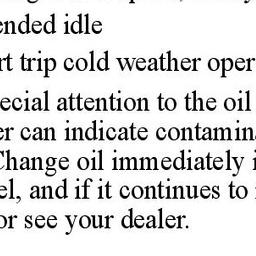 ended idle
rt trip cold weather oper
ecial attention to the oil
er can indicate contamina
Change oil immediately i
el, and if it continues to
or see your dealer.